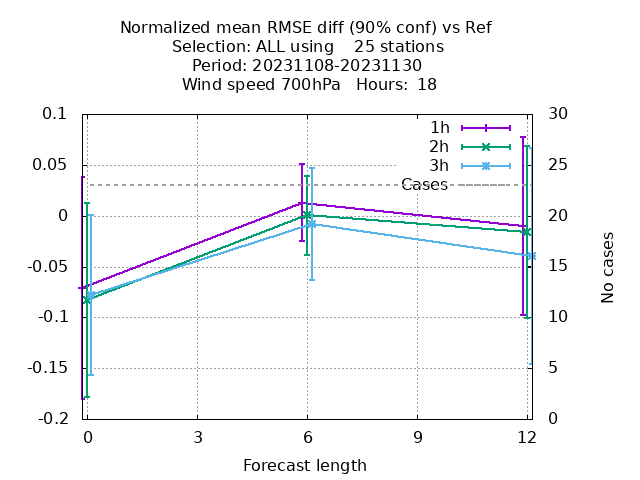 Normalized mean RMSE diff (90% conf) vs Ref
Selection: ALL using    25 stations
Period: 20231108-20231130
Wind speed 700hPa   Hours:  18
0.1
0.05
0
-0.05
-0.1
-0.15
-0.2
30
25
20
15
10
5
0
1h
2h
3h
Cases
No cases
0
3
6
9
12
Forecast length